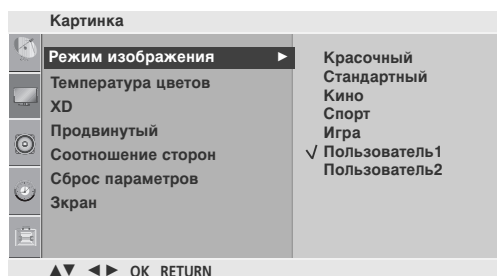 Картинка
Режим изображения ►
Температура цветов
XD
Продвинутый
Соотношение сторон
Сброс параметров
Зкран
Красочный
Стандартный
Кино
Спорт
Игра
√ Пользователь1
Пользователь2
▲▼ ◄► OK RETURN